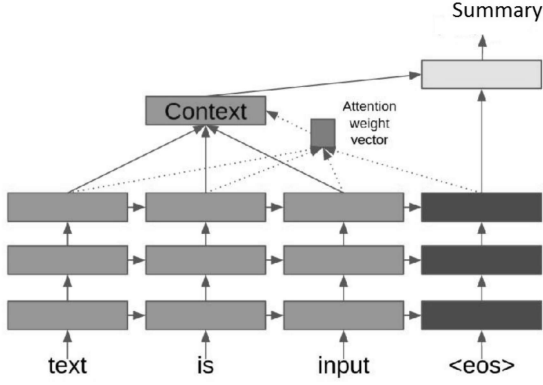 Summary
Context
Attention
weight
vector
text is input <eos>